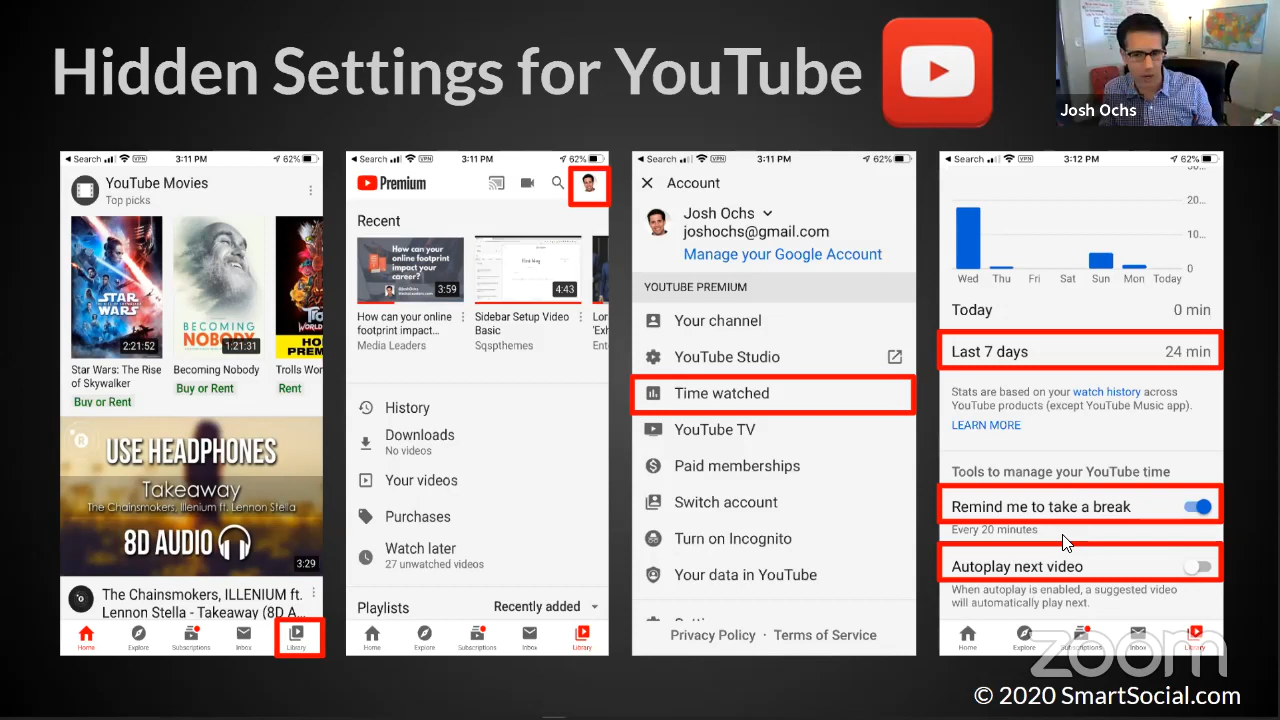 Hidden Settings for YouTube
Josh Ochs
Search VPN 3:11 PM 62%
YouTube Movies
Top picks
STAR WARS
2:21:52
BECOMING
NOBODY
1:21:31
Star Wars: The Rise
of Skywalker
Buy or Rent
Becoming Nobody
Buy or Rent
Trolls Wor
Rent
USE HEADPHONES
Takeaway
The Chainsmokers, Illenium ft. Lennon Stella
8D AUDIO
3:29
The Chainsmokers, ILLENIUM ft.
Lennon Stella - Takeaway (8D A...
Home Explore Subscriptions Inbox Library
Search VPN 3:11 PM 62%
Premium
Recent
How can your
online footprint
impact your
career?
3:59
4:43
How can your online
footprint impact...
Media Leaders
Sidebar Setup Video
Basic
Sqspthemes
Lor
'Exh
Ente
History
Downloads
No videos
Your videos
Purchases
Watch later
27 unwatched videos
Playlists Recently added
Home Explore Subscriptions Inbox Library
Search VPN 3:11 PM 62%
Account
Josh Ochs
joshochs@gmail.com
Manage your Google Account
YOUTUBE PREMIUM
Your channel
YouTube Studio
Time watched
YouTube TV
Paid memberships
Switch account
Turn on Incognito
Your data in YouTube
Privacy Policy · Terms of Service
Search VPN 3:12 PM 62%
20...
10...
0
Wed Thu Fri Sat Sun Mon Today
Today 0 min
Last 7 days 24 min
Stats are based on your watch history across
YouTube products (except YouTube Music app).
LEARN MORE
Tools to manage your YouTube time
Remind me to take a break
Every 20 minutes
Autoplay next video
When autoplay is enabled, a suggested video
will automatically play next.
Home Explore Subscriptions Inbox Library
zoom
© 2020 SmartSocial.com